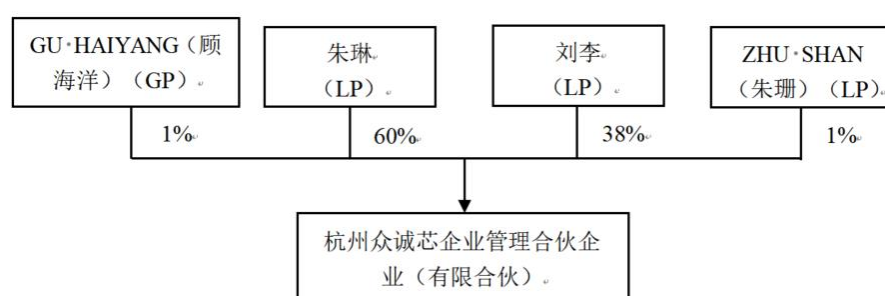 GU·HAIYANG（顾
海洋）（GP）
朱琳
（LP）
刘李
（LP）
ZHU·SHAN
（朱珊）（LP）
1%
60%
38%
1%
杭州众诚芯企业管理合伙企
业（有限合伙）